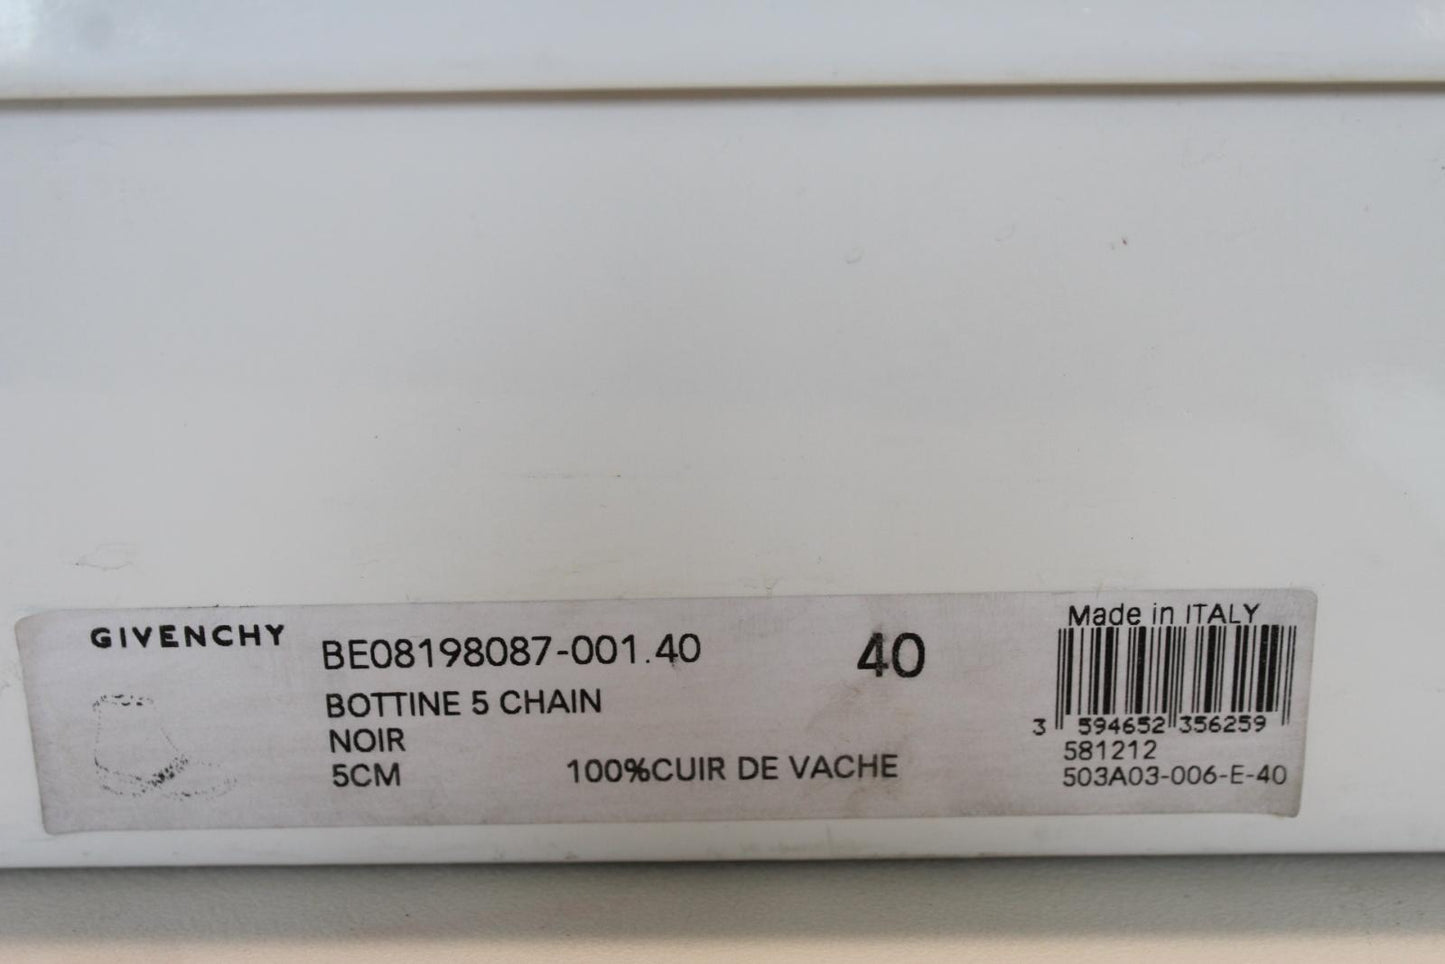 GIVENCHY
BE08198087-001.40
40
BOTTINE 5 CHAIN
NOIR
5CM
100%CUIR DE VACHE
Made in ITALY
3 594652 356259
581212
503A03-006-E-40